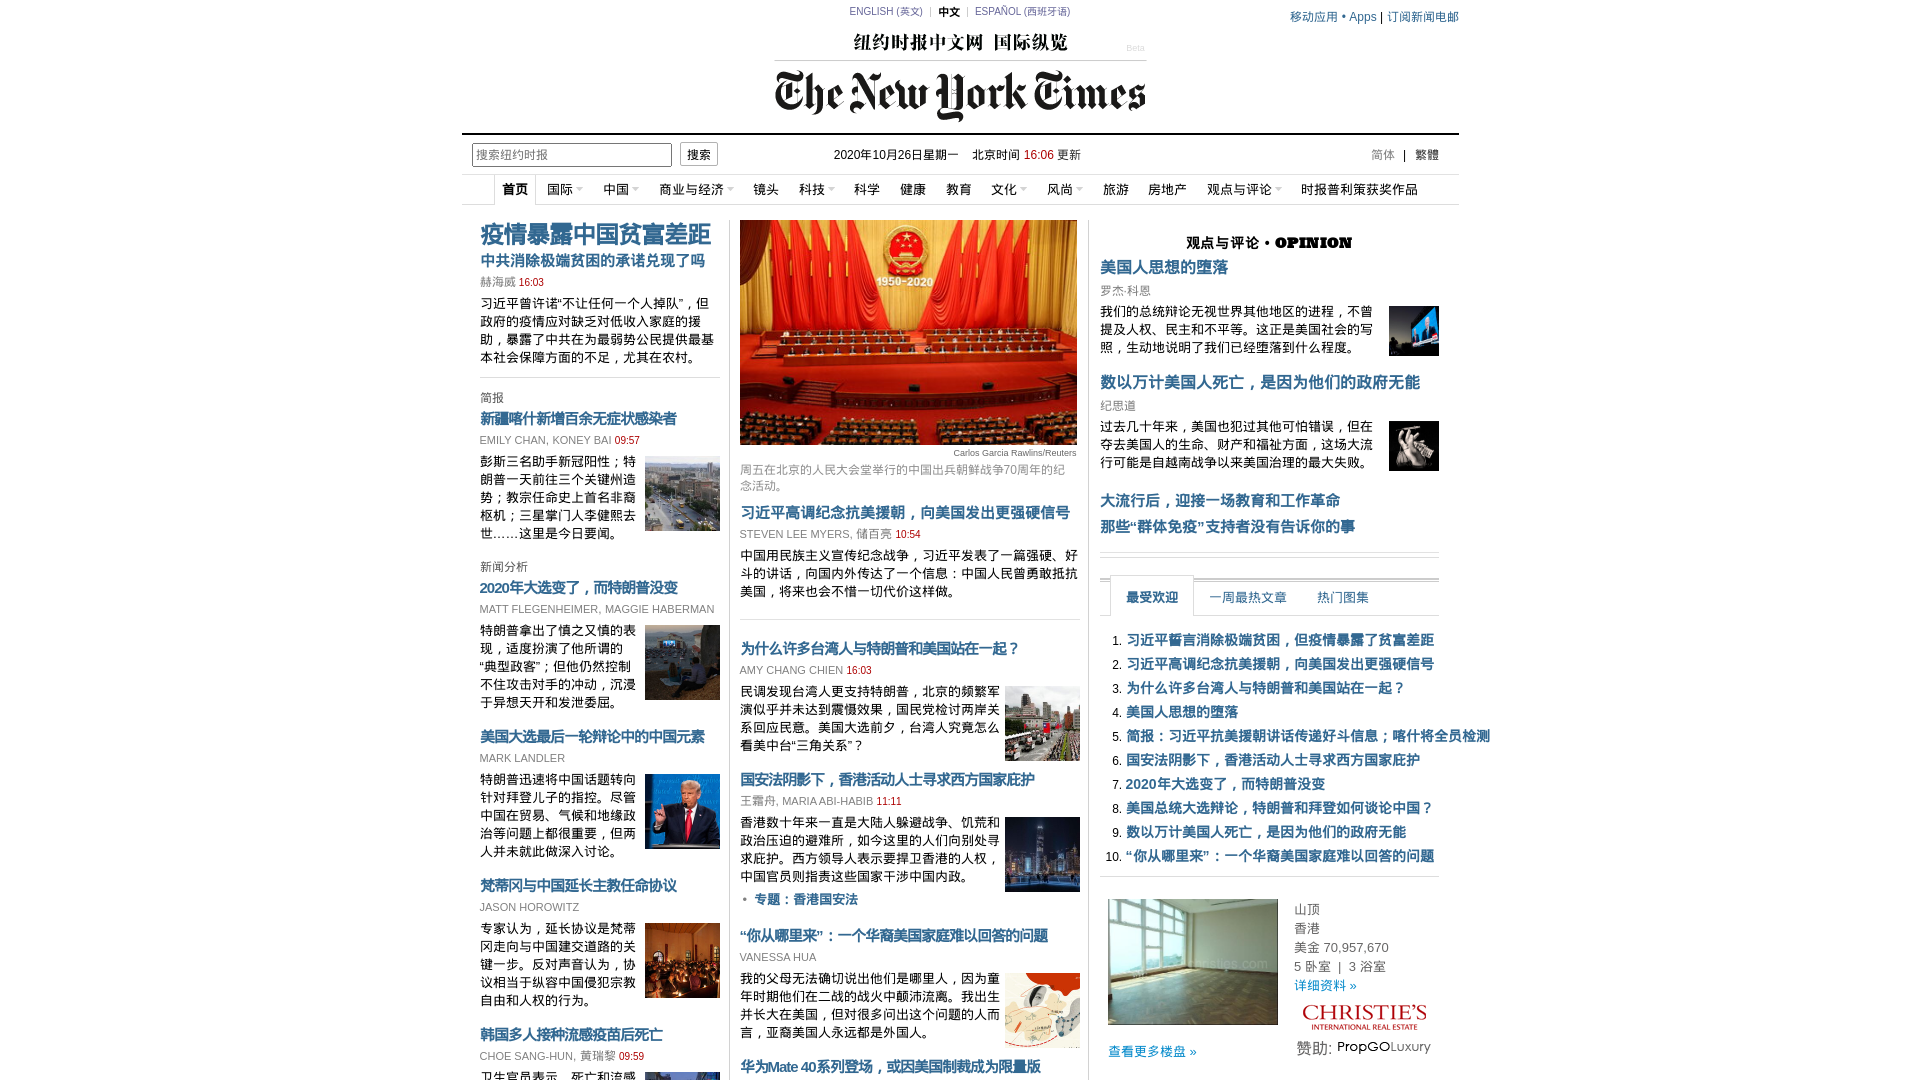 ENGLISH (英文) | 中文 | ESPAÑOL (西班牙语)
移动应用 • Apps | 订阅新闻电邮
纽约时报中文网 国际纵览
Beta
The New York Times
搜索纽约时报 搜索
2020年10月26日星期一 北京时间 16:06 更新
简体 | 繁體
首页 国际 中国 商业与经济 镜头 科技 科学 健康 教育 文化 风尚 旅游 房地产 观点与评论 时报普利策获奖作品
疫情暴露中国贫富差距
中共消除极端贫困的承诺兑现了吗
赫海威 16:03
习近平曾许诺“不让任何一个人掉队”，但
政府的疫情应对缺乏对低收入家庭的援
助，暴露了中共在为最弱势公民提供最基
本社会保障方面的不足，尤其在农村。
简报
新疆喀什新增百余无症状感染者
EMILY CHAN, KONEY BAI 09:57
彭斯三名助手新冠阳性；特
朗普一天前往三个关键州造
势；教宗任命史上首名非裔
枢机；三星掌门人李健熙去
世……这里是今日要闻。
新闻分析
2020年大选变了，而特朗普没变
MATT FLEGENHEIMER, MAGGIE HABERMAN
特朗普拿出了慎之又慎的表
现，适度扮演了他所谓的
“典型政客”；但他仍然控制
不住攻击对手的冲动，沉浸
于异想天开和发泄委屈。
美国大选最后一轮辩论中的中国元素
MARK LANDLER
特朗普迅速将中国话题转向
针对拜登儿子的指控。尽管
中国在贸易、气候和地缘政
治等问题上都很重要，但两
人并未就此做深入讨论。
梵蒂冈与中国延长主教任命协议
JASON HOROWITZ
专家认为，延长协议是梵蒂
冈走向与中国建交道路的关
键一步。反对声音认为，协
议相当于纵容中国侵犯宗教
自由和人权的行为。
韩国多人接种流感疫苗后死亡
CHOE SANG-HUN, 黄瑞黎 09:59
卫生官员表示，死亡和流感
1950-2020
Carlos Garcia Rawlins/Reuters
周五在北京的人民大会堂举行的中国出兵朝鲜战争70周年的纪
念活动。
习近平高调纪念抗美援朝，向美国发出更强硬信号
STEVEN LEE MYERS, 储百亮 10:54
中国用民族主义宣传纪念战争，习近平发表了一篇强硬、好
斗的讲话，向国内外传达了一个信息：中国人民曾勇敢抵抗
美国，将来也会不惜一切代价这样做。
为什么许多台湾人与特朗普和美国站在一起？
AMY CHANG CHIEN 16:03
民调发现台湾人更支持特朗普，北京的频繁军
演似乎并未达到震慑效果，国民党检讨两岸关
系回应民意。美国大选前夕，台湾人究竟怎么
看美中台“三角关系”？
国安法阴影下，香港活动人士寻求西方国家庇护
王霜舟, MARIA ABI-HABIB 11:11
香港数十年来一直是大陆人躲避战争、饥荒和
政治压迫的避难所，如今这里的人们向别处寻
求庇护。西方领导人表示要捍卫香港的人权，
中国官员则指责这些国家干涉中国内政。
• 专题：香港国安法
“你从哪里来”：一个华裔美国家庭难以回答的问题
VANESSA HUA
我的父母无法确切说出他们是哪里人，因为童
年时期他们在二战的战火中颠沛流离。我出生
并长大在美国，但对很多问出这个问题的人而
言，亚裔美国人永远都是外国人。
华为Mate 40系列登场，或因美国制裁成为限量版
观点与评论 • OPINION
美国人思想的堕落
罗杰·科恩
我们的总统辩论无视世界其他地区的进程，不曾
提及人权、民主和不平等。这正是美国社会的写
照，生动地说明了我们已经堕落到什么程度。
数以万计美国人死亡，是因为他们的政府无能
纪思道
过去几十年来，美国也犯过其他可怕错误，但在
夺去美国人的生命、财产和福祉方面，这场大流
行可能是自越南战争以来美国治理的最大失败。
大流行后，迎接一场教育和工作革命
那些“群体免疫”支持者没有告诉你的事
最受欢迎 一周最热文章 热门图集
1. 习近平誓言消除极端贫困，但疫情暴露了贫富差距
2. 习近平高调纪念抗美援朝，向美国发出更强硬信号
3. 为什么许多台湾人与特朗普和美国站在一起？
4. 美国人思想的堕落
5. 简报：习近平抗美援朝讲话传递好斗信息；喀什将全员检测
6. 国安法阴影下，香港活动人士寻求西方国家庇护
7. 2020年大选变了，而特朗普没变
8. 美国总统大选辩论，特朗普和拜登如何谈论中国？
9. 数以万计美国人死亡，是因为他们的政府无能
10. “你从哪里来”：一个华裔美国家庭难以回答的问题
山顶
香港
美金 70,957,670
5 卧室 | 3 浴室
详细资料 »
CHRISTIE'S
INTERNATIONAL REAL ESTATE
查看更多楼盘 »
赞助: PropGOLuxury